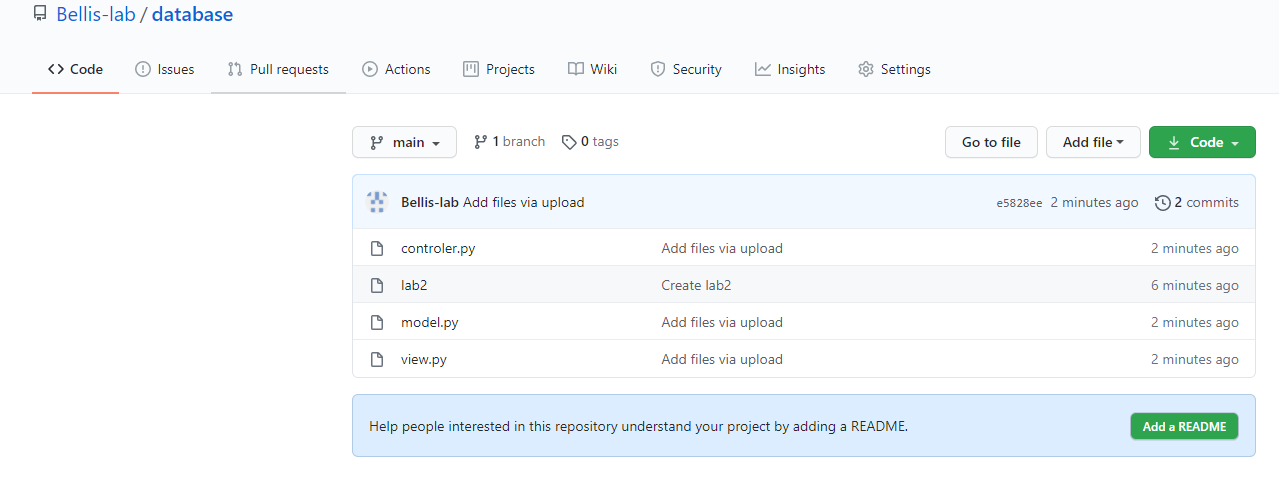 Bellis-lab / database
Code Issues Pull requests Actions Projects Wiki Security Insights Settings
main 1 branch 0 tags Go to file Add file Code
Bellis-lab Add files via upload e5828ee 2 minutes ago 2 commits
controler.py Add files via upload 2 minutes ago
lab2 Create lab2 6 minutes ago
model.py Add files via upload 2 minutes ago
view.py Add files via upload 2 minutes ago
Help people interested in this repository understand your project by adding a README. Add a README